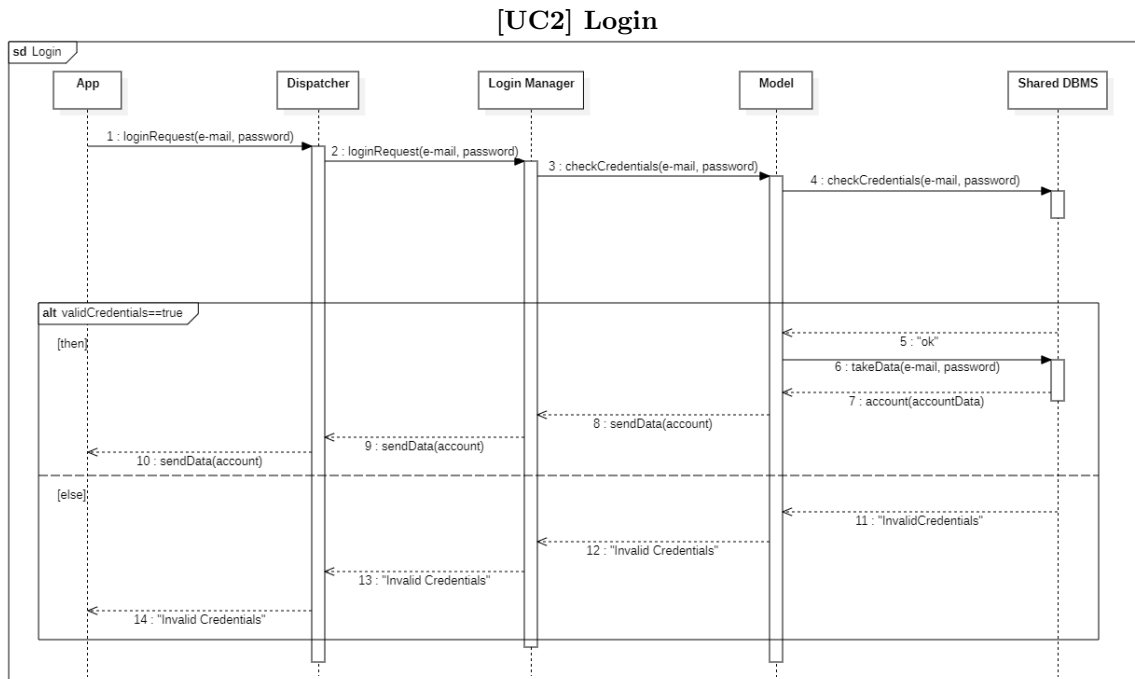 [UC2] Login
sd Login
App
Dispatcher
Login Manager
Model
Shared DBMS
1 : loginRequest(e-mail, password)
2 : loginRequest(e-mail, password)
3 : checkCredentials(e-mail, password)
4 : checkCredentials(e-mail, password)
alt validCredentials==true
[then]
5 : "ok"
6 : takeData(e-mail, password)
7 : account(accountData)
8 : sendData(account)
9 : sendData(account)
10 : sendData(account)
[else]
11 : "InvalidCredentials"
12 : "Invalid Credentials"
13 : "Invalid Credentials"
14 : "Invalid Credentials"